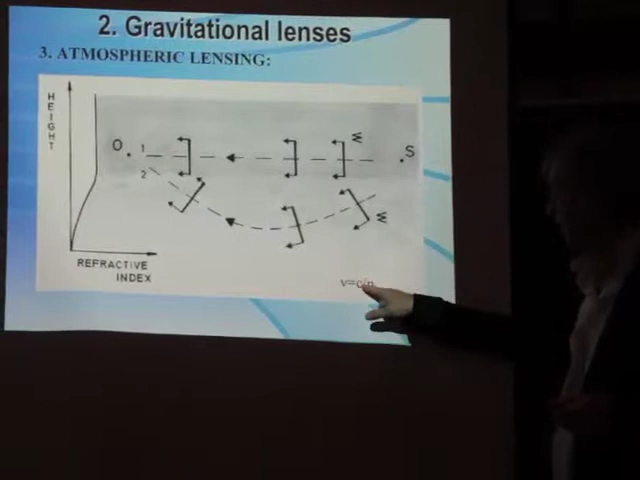 2. Gravitational lenses
3. ATMOSPHERIC LENSING:
HEIGHT
O
1
2
W
S
W
REFRACTIVE
INDEX
v=c/n